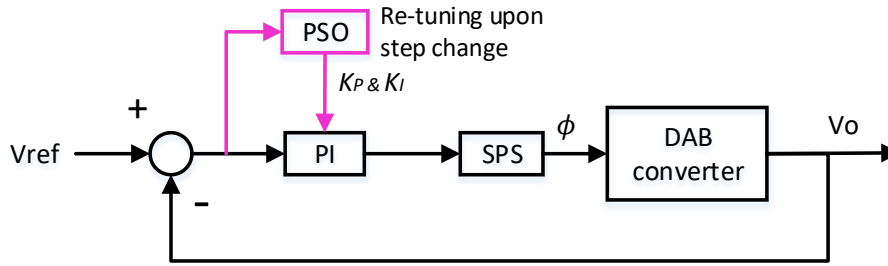 PSO
Re-tuning upon
step change
KP & KI
+
Vref
PI
SPS
ϕ
DAB
converter
Vo
-